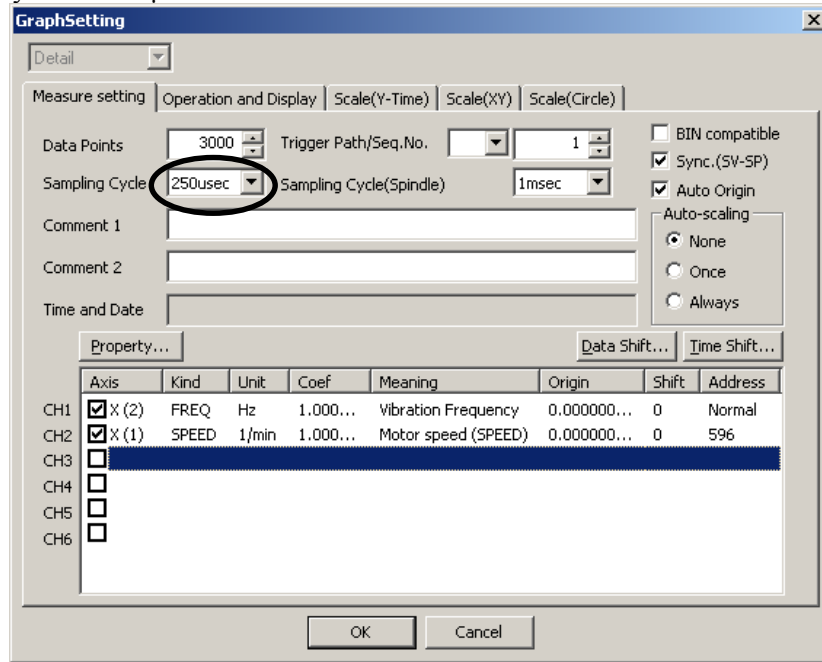 GraphSetting
Detail
Measure setting Operation and Display Scale(Y-Time) Scale(XY) Scale(Circle)
Data Points 3000 Trigger Path/Seq.No. 1 BIN compatible
Sync.(SV-SP)
Sampling Cycle 250usec Sampling Cycle(Spindle) 1msec Auto Origin
Auto-scaling
Comment 1 None
Comment 2 Once
Time and Date Always
Property... Data Shift... Time Shift...
Axis Kind Unit Coef Meaning Origin Shift Address
CH1 X (2) FREQ Hz 1.000... Vibration Frequency 0.000000... 0 Normal
CH2 X (1) SPEED 1/min 1.000... Motor speed (SPEED) 0.000000... 0 596
CH3
CH4
CH5
CH6
OK Cancel